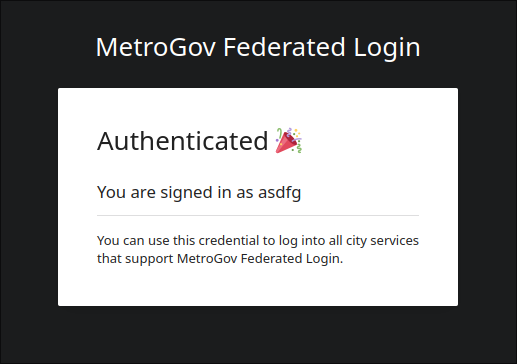 MetroGov Federated Login
Authenticated 🎉
You are signed in as asdfg
You can use this credential to log into all city services
that support MetroGov Federated Login.